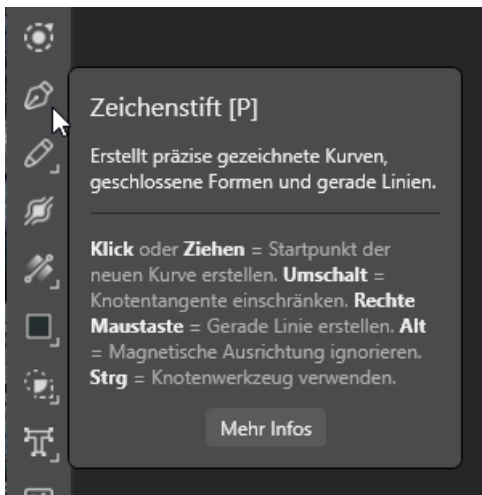 Zeichenstift [P]
Erstellt präzise gezeichnete Kurven,
geschlossene Formen und gerade Linien.
Klick oder Ziehen = Startpunkt der
neuen Kurve erstellen. Umschalt =
Knotentangente einschränken. Rechte
Maustaste = Gerade Linie erstellen. Alt
= Magnetische Ausrichtung ignorieren.
Strg = Knotenwerkzeug verwenden.
Mehr Infos